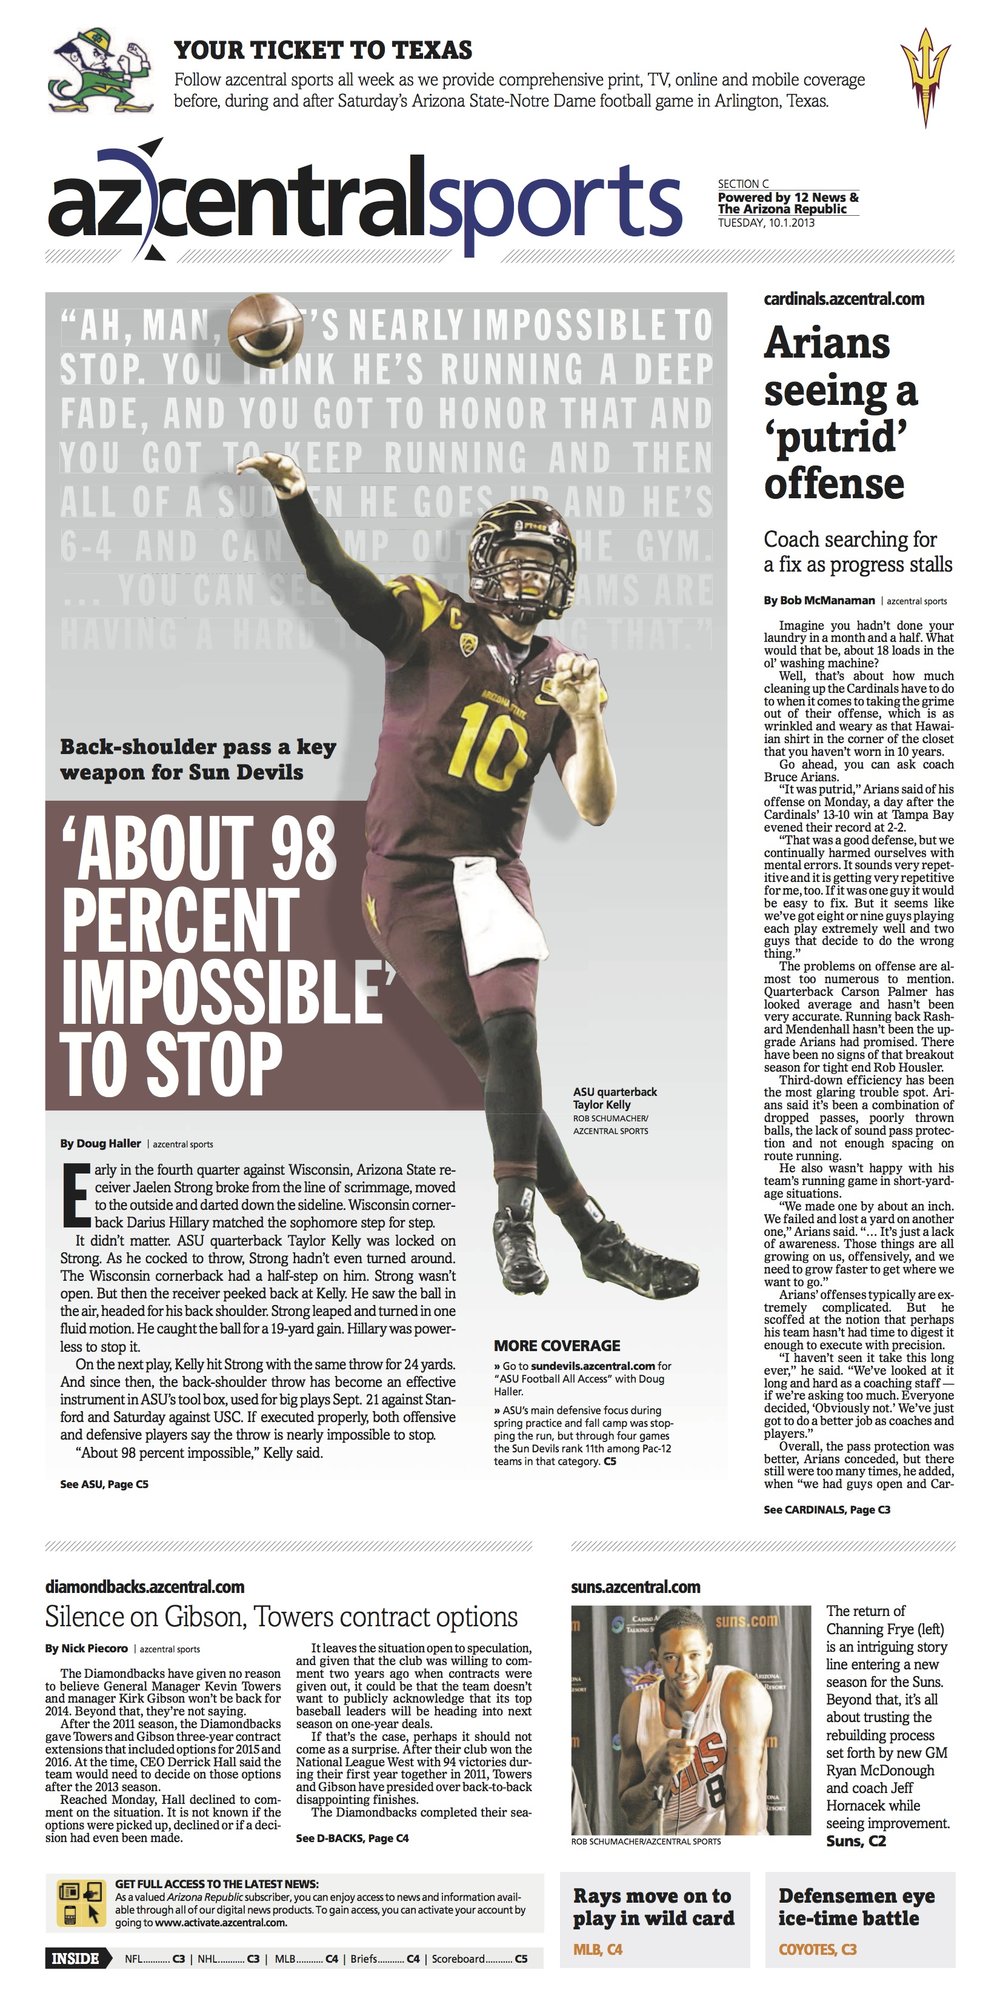 YOUR TICKET TO TEXAS
Follow azcentral sports all week as we provide comprehensive print, TV, online and mobile coverage
before, during and after Saturday's Arizona State-Notre Dame football game in Arlington, Texas.
azcentralsports
SECTION C
Powered by 12 News &
The Arizona Republic
TUESDAY, 10.1.2013
“AH, MAN, 'S NEARLY IMPOSSIBLE TO
STOP. YOU THINK HE'S RUNNING A DEEP
FADE, AND YOU GOT TO HONOR THAT AND
YOU GOT TO KEEP RUNNING AND THEN
ALL OF A SUDDEN HE GOES UP AND HE'S
6-4 AND CAN JUMP OUT THE GYM.
... YOU CAN SEE TEAMS ARE
HAVING A HARD THAT.”
ARIZONA STATE
10
C
Back-shoulder pass a key
weapon for Sun Devils
‘ABOUT 98
PERCENT
IMPOSSIBLE’
TO STOP
ASU quarterback
Taylor Kelly
ROB SCHUMACHER/
AZCENTRAL SPORTS
By Doug Haller | azcentral sports
Early in the fourth quarter against Wisconsin, Arizona State re-
ceiver Jaelen Strong broke from the line of scrimmage, moved
to the outside and darted down the sideline. Wisconsin corner-
back Darius Hillary matched the sophomore step for step.
It didn't matter. ASU quarterback Taylor Kelly was locked on
Strong. As he cocked to throw, Strong hadn't even turned around.
The Wisconsin cornerback had a half-step on him. Strong wasn't
open. But then the receiver peeked back at Kelly. He saw the ball in
the air, headed for his back shoulder. Strong leaped and turned in one
fluid motion. He caught the ball for a 19-yard gain. Hillary was power-
less to stop it.
On the next play, Kelly hit Strong with the same throw for 24 yards.
And since then, the back-shoulder throw has become an effective
instrument in ASU's tool box, used for big plays Sept. 21 against Stan-
ford and Saturday against USC. If executed properly, both offensive
and defensive players say the throw is nearly impossible to stop.
“About 98 percent impossible,” Kelly said.
See ASU, Page C5
MORE COVERAGE
» Go to sundevils.azcentral.com for
“ASU Football All Access” with Doug
Haller.
» ASU's main defensive focus during
spring practice and fall camp was stop-
ping the run, but through four games
the Sun Devils rank 11th among Pac-12
teams in that category. C5
cardinals.azcentral.com
Arians
seeing a
‘putrid’
offense
Coach searching for
a fix as progress stalls
By Bob McManaman | azcentral sports
Imagine you hadn't done your
laundry in a month and a half. What
would that be, about 18 loads in the
ol' washing machine?
Well, that's about how much
cleaning up the Cardinals have to do
to when it comes to taking the grime
out of their offense, which is as
wrinkled and weary as that Hawai-
ian shirt in the corner of the closet
that you haven't worn in 10 years.
Go ahead, you can ask coach
Bruce Arians.
“It was putrid,” Arians said of his
offense on Monday, a day after the
Cardinals' 13-10 win at Tampa Bay
evened their record at 2-2.
“That was a good defense, but we
continually harmed ourselves with
mental errors. It sounds very repet-
itive and it is getting very repetitive
for me, too. If it was one guy it would
be easy to fix. But it seems like
we've got eight or nine guys playing
each play extremely well and two
guys that decide to do the wrong
thing.”
The problems on offense are al-
most too numerous to mention.
Quarterback Carson Palmer has
looked average and hasn't been
very accurate. Running back Rash-
ard Mendenhall hasn't been the up-
grade Arians had promised. There
have been no signs of that breakout
season for tight end Rob Housler.
Third-down efficiency has been
the most glaring trouble spot. Ari-
ans said it's been a combination of
dropped passes, poorly thrown
balls, the lack of sound pass protec-
tion and not enough spacing on
route running.
He also wasn't happy with his
team's running game in short-yard-
age situations.
“We made one by about an inch.
We failed and lost a yard on another
one,” Arians said. “... It's just a lack
of awareness. Those things are all
growing on us, offensively, and we
need to grow faster to get where we
want to go.”
Arians' offenses typically are ex-
tremely complicated. But he
scoffed at the notion that perhaps
his team hasn't had time to digest it
enough to execute with precision.
“I haven't seen it take this long
ever,” he said. “We've looked at it
long and hard as a coaching staff —
if we're asking too much. Everyone
decided, ‘Obviously not.’ We've just
got to do a better job as coaches and
players.”
Overall, the pass protection was
better, Arians conceded, but there
still were too many times, he added,
when “we had guys open and Car-
See CARDINALS, Page C3
diamondbacks.azcentral.com
Silence on Gibson, Towers contract options
By Nick Piecoro | azcentral sports
The Diamondbacks have given no reason
to believe General Manager Kevin Towers
and manager Kirk Gibson won't be back for
2014. Beyond that, they're not saying.
After the 2011 season, the Diamondbacks
gave Towers and Gibson three-year contract
extensions that included options for 2015 and
2016. At the time, CEO Derrick Hall said the
team would need to decide on those options
after the 2013 season.
Reached Monday, Hall declined to com-
ment on the situation. It is not known if the
options were picked up, declined or if a deci-
sion had even been made.
It leaves the situation open to speculation,
and given that the club was willing to com-
ment two years ago when contracts were
given out, it could be that the team doesn't
want to publicly acknowledge that its top
baseball leaders will be heading into next
season on one-year deals.
If that's the case, perhaps it should not
come as a surprise. After their club won the
National League West with 94 victories dur-
ing their first year together in 2011, Towers
and Gibson have presided over back-to-back
disappointing finishes.
The Diamondbacks completed their sea-
See D-BACKS, Page C4
suns.azcentral.com
suns.com
8
ROB SCHUMACHER/AZCENTRAL SPORTS
The return of
Channing Frye (left)
is an intriguing story
line entering a new
season for the Suns.
Beyond that, it's all
about trusting the
rebuilding process
set forth by new GM
Ryan McDonough
and coach Jeff
Hornacek while
seeing improvement.
Suns, C2
GET FULL ACCESS TO THE LATEST NEWS:
As a valued Arizona Republic subscriber, you can enjoy access to news and information avail-
able through all of our digital news products. To gain access, you can activate your account by
going to www.activate.azcentral.com.
INSIDE NFL........... C3 | NHL........... C3 | MLB........... C4 | Briefs........... C4 | Scoreboard........... C5
Rays move on to
play in wild card
MLB, C4
Defensemen eye
ice-time battle
COYOTES, C3